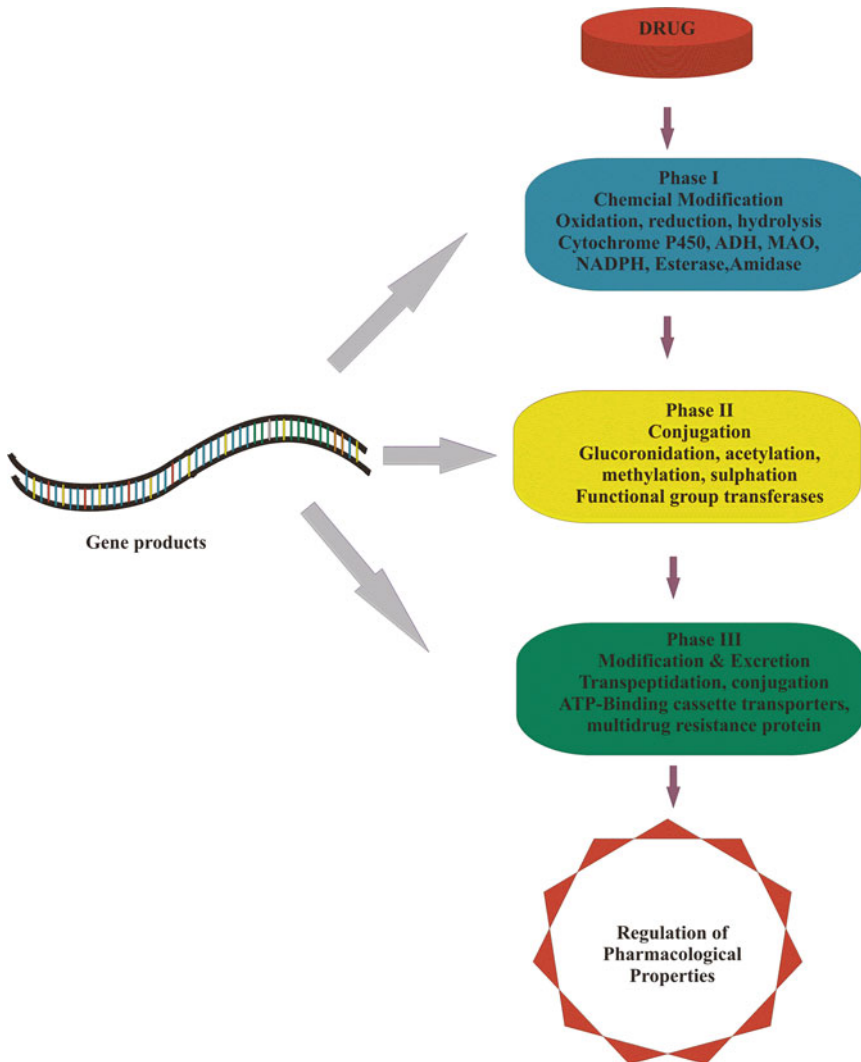 DRUG
Phase I
Chemcial Modification
Oxidation, reduction, hydrolysis
Cytochrome P450, ADH, MAO,
NADPH, Esterase,Amidase
Phase II
Conjugation
Glucoronidation, acetylation,
methylation, sulphation
Functional group transferases
Gene products
Phase III
Modification & Excretion
Transpeptidation, conjugation
ATP-Binding cassette transporters,
multidrug resistance protein
Regulation of
Pharmacological
Properties